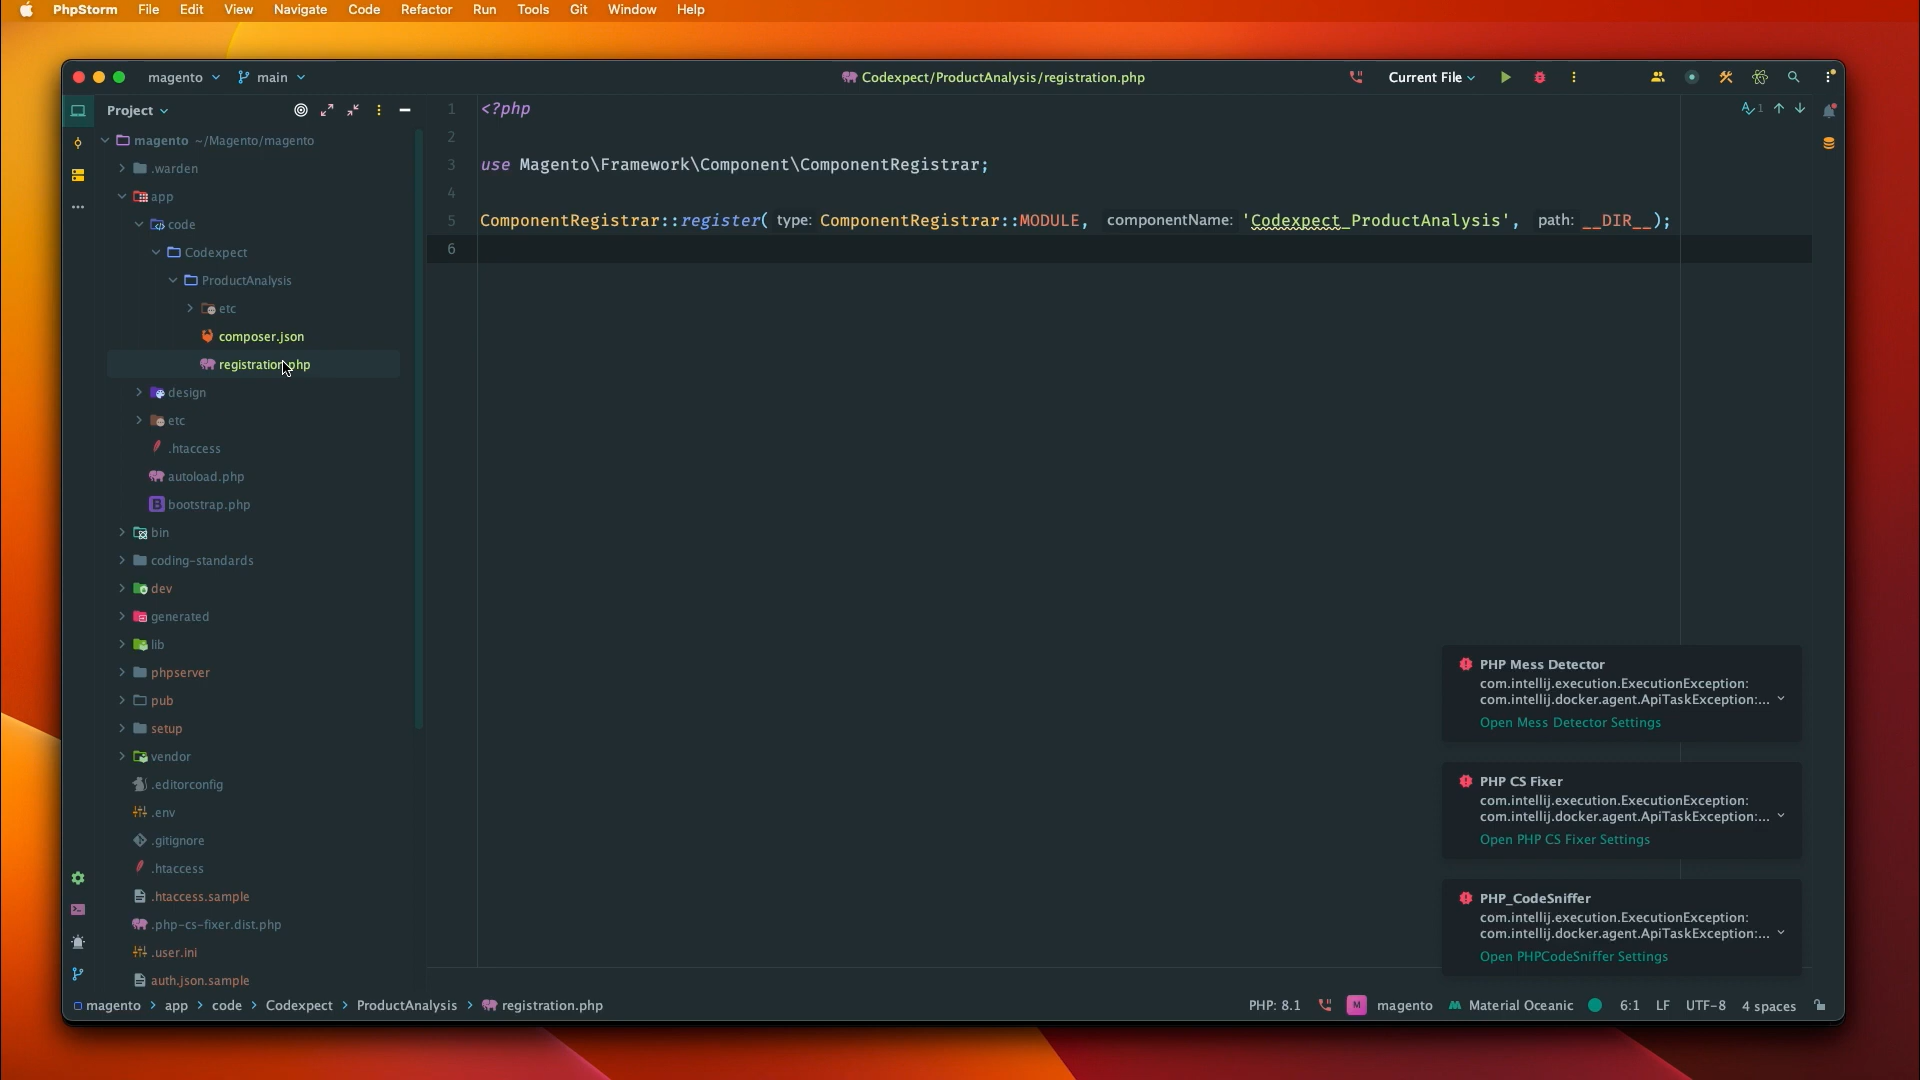 PhpStorm File Edit View Navigate Code Refactor Run Tools Git Window Help
magento main Codexpect/ProductAnalysis/registration.php Current File
Project
magento ~/Magento/magento
.warden
app
code
Codexpect
ProductAnalysis
etc
composer.json
registration.php
design
etc
.htaccess
autoload.php
B bootstrap.php
bin
coding-standards
dev
generated
lib
phpserver
pub
setup
vendor
.editorconfig
.env
.gitignore
.htaccess
.htaccess.sample
.php-cs-fixer.dist.php
.user.ini
auth.json.sample
1 <?php
2
3 use Magento\Framework\Component\ComponentRegistrar;
4
5 ComponentRegistrar::register( type: ComponentRegistrar::MODULE, componentName: 'Codexpect_ProductAnalysis', path: __DIR__);
6
1
PHP Mess Detector
com.intellij.execution.ExecutionException:
com.intellij.docker.agent.ApiTaskException:...
Open Mess Detector Settings
PHP CS Fixer
com.intellij.execution.ExecutionException:
com.intellij.docker.agent.ApiTaskException:...
Open PHP CS Fixer Settings
PHP_CodeSniffer
com.intellij.execution.ExecutionException:
com.intellij.docker.agent.ApiTaskException:...
Open PHPCodeSniffer Settings
magento > app > code > Codexpect > ProductAnalysis > registration.php PHP: 8.1 M magento Material Oceanic 6:1 LF UTF-8 4 spaces